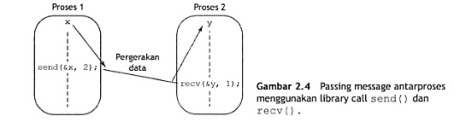 Proses 1
Proses 2
x
y
Pergerakan
data
send(&x, 2);
recv(&y, 1);
Gambar 2.4 Passing message antarproses
menggunakan library call send() dan
recv().